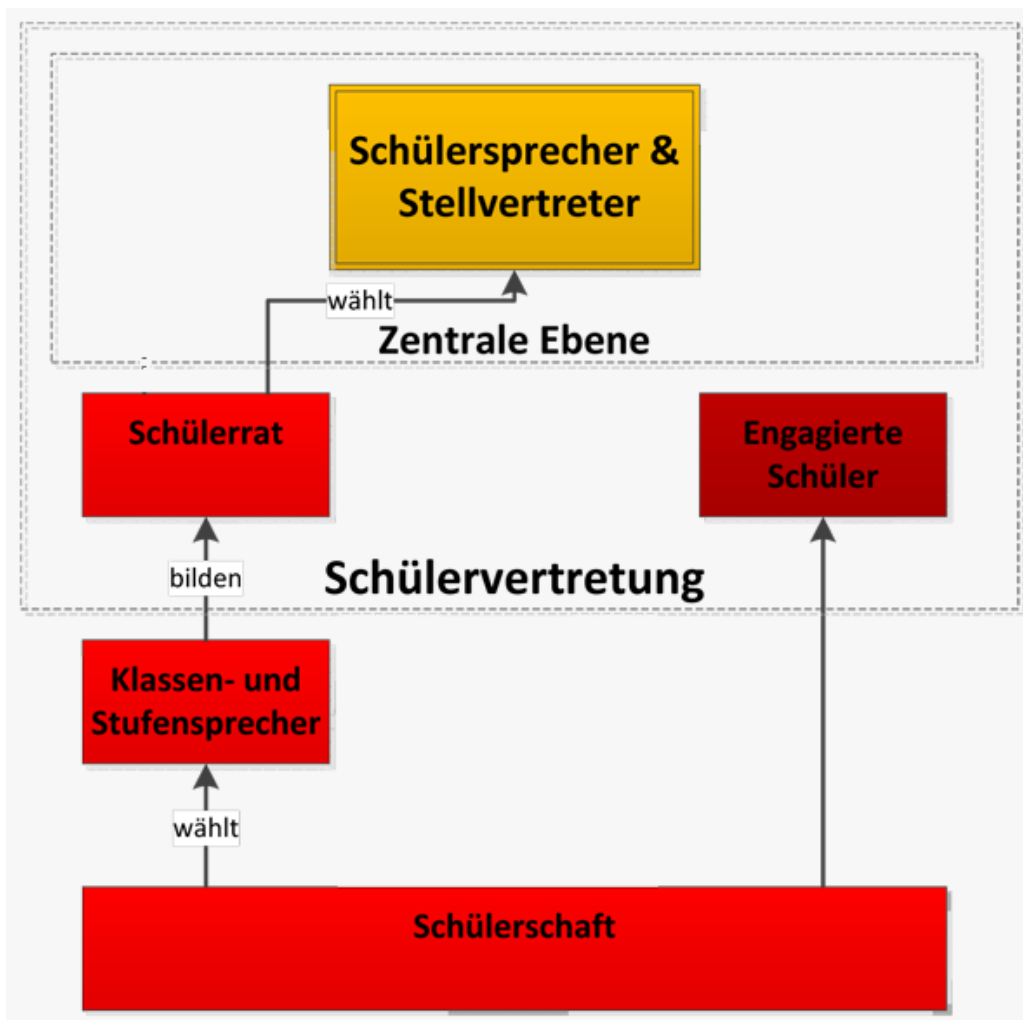 Schülersprecher &
Stellvertreter
wählt
Zentrale Ebene
Schülerrat
Engagierte
Schüler
bilden
Schülervertretung
Klassen- und
Stufensprecher
wählt
Schülerschaft